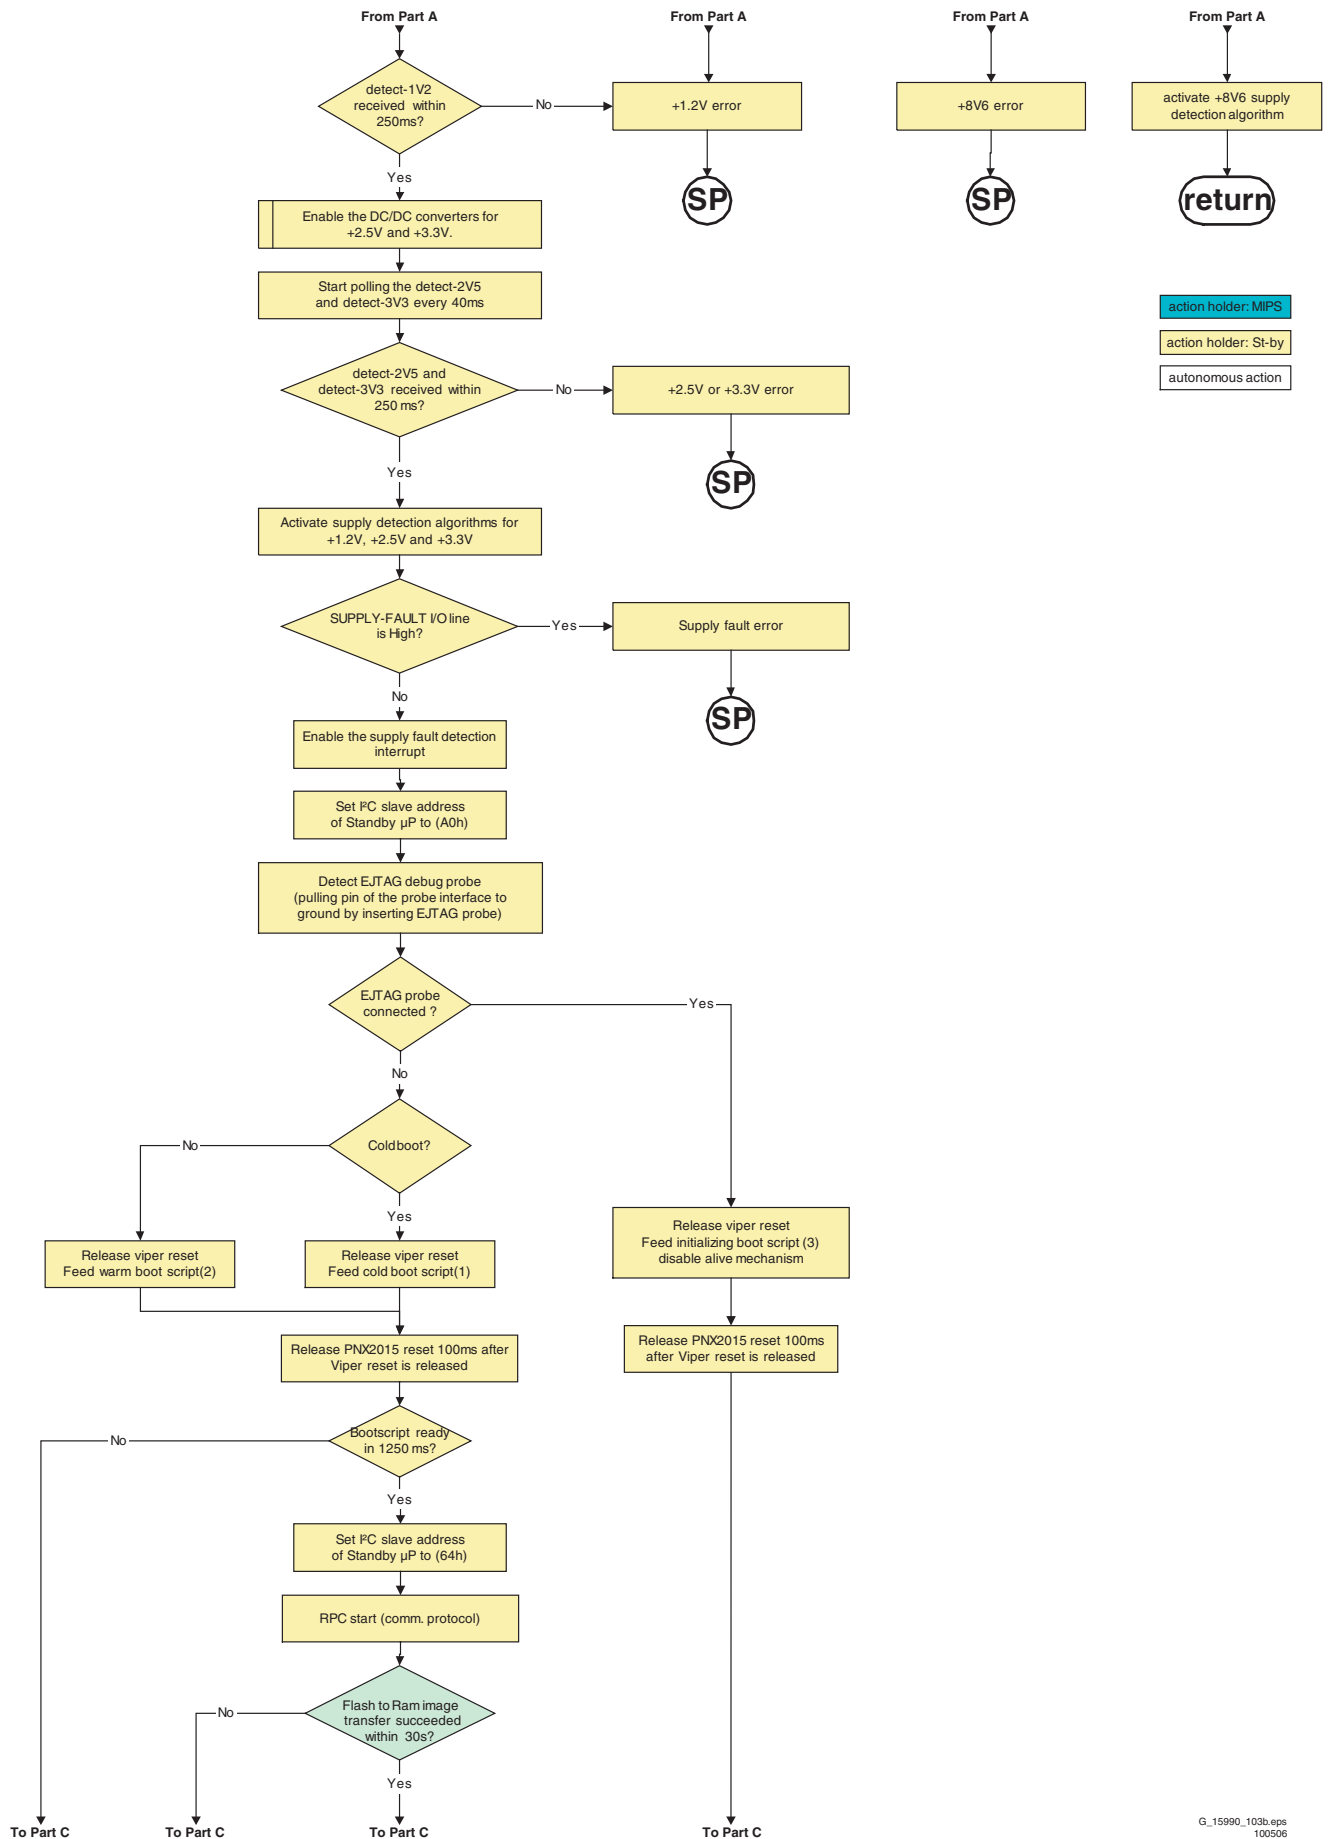 From Part A
From Part A
From Part A
From Part A
detect-1V2
received within
250ms?
No
+1.2V error
+8V6 error
activate +8V6 supply
detection algorithm
Yes
SP
SP
return
Enable the DC/DC converters for
+2.5V and +3.3V.
Start polling the detect-2V5
and detect-3V3 every 40ms
action holder: MIPS
action holder: St-by
autonomous action
detect-2V5 and
detect-3V3 received within
250 ms?
No
+2.5V or +3.3V error
Yes
SP
Activate supply detection algorithms for
+1.2V, +2.5V and +3.3V
SUPPLY-FAULT I/O line
is High?
Yes
Supply fault error
No
SP
Enable the supply fault detection
interrupt
Set I²C slave address
of Standby µP to (A0h)
Detect EJTAG debug probe
(pulling pin of the probe interface to
ground by inserting EJTAG probe)
EJTAG probe
connected ?
Yes
No
Coldboot?
No
Yes
Release viper reset
Feed warm boot script(2)
Release viper reset
Feed cold boot script(1)
Release viper reset
Feed initializing boot script (3)
disable alive mechanism
Release PNX2015 reset 100ms after
Viper reset is released
Release PNX2015 reset 100ms
after Viper reset is released
Bootscript ready
in 1250 ms?
No
Yes
Set I²C slave address
of Standby µP to (64h)
RPC start (comm. protocol)
Flash to Ram image
transfer succeeded
within 30s?
No
Yes
To Part C
To Part C
To Part C
To Part C
G_15990_103b.eps
100506